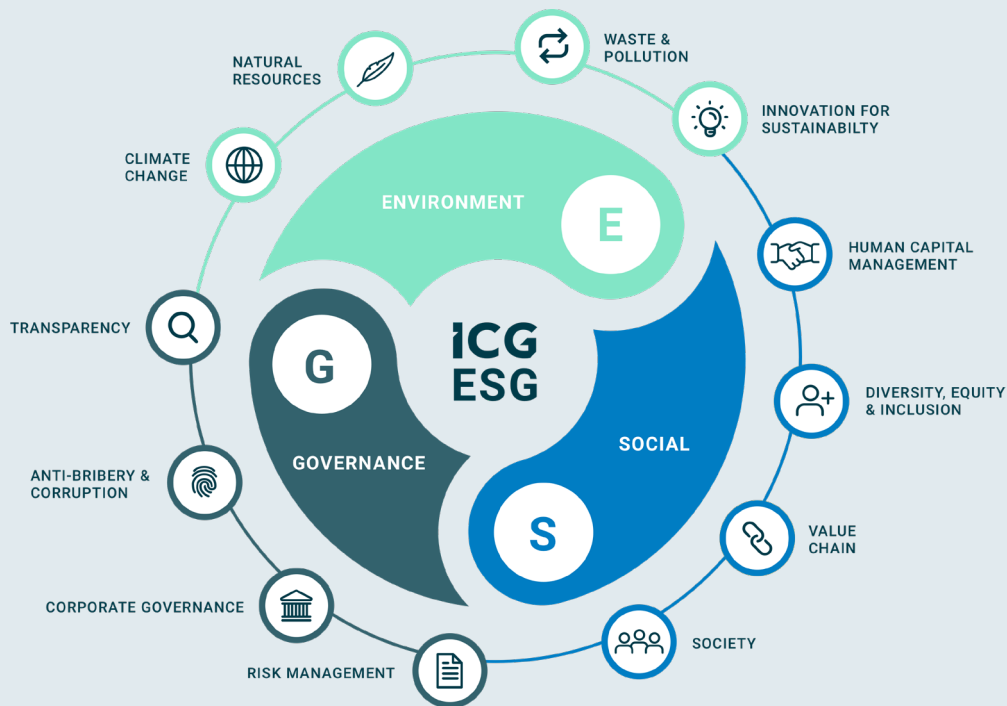 WASTE &
POLLUTION
NATURAL
RESOURCES
INNOVATION FOR
SUSTAINABILTY
CLIMATE
CHANGE
ENVIRONMENT
E
HUMAN CAPITAL
MANAGEMENT
TRANSPARENCY
ICG
ESG
G
DIVERSITY, EQUITY
& INCLUSION
SOCIAL
GOVERNANCE
ANTI-BRIBERY &
CORRUPTION
S
VALUE
CHAIN
CORPORATE GOVERNANCE
SOCIETY
RISK MANAGEMENT